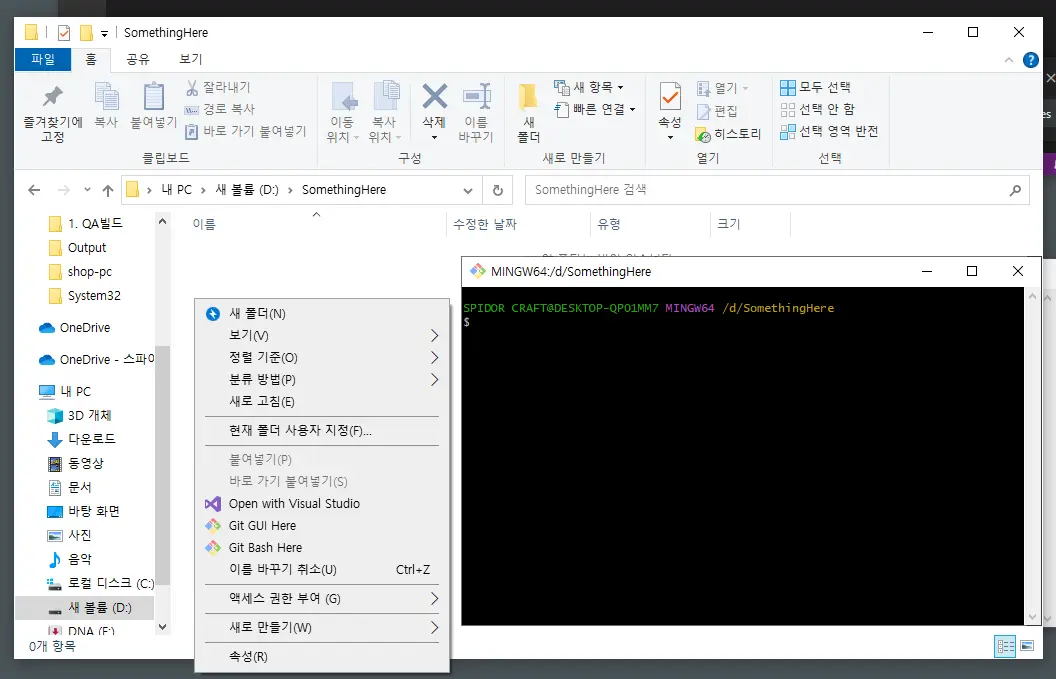 SomethingHere
파일 홈 공유 보기
즐겨찾기에 고정
복사
붙여넣기
잘라내기
경로 복사
바로 가기 붙여넣기
클립보드
이동 위치
복사 위치
삭제
이름 바꾸기
구성
새 폴더
새 항목
빠른 연결
새로 만들기
속성
열기
편집
히스토리
열기
모두 선택
선택 안 함
선택 영역 반전
선택
내 PC > 새 볼륨 (D:) > SomethingHere
SomethingHere 검색
이름 수정한 날짜 유형 크기
1. QA빌드
Output
shop-pc
System32
OneDrive
OneDrive - 스파이
내 PC
3D 개체
다운로드
동영상
문서
바탕 화면
사진
음악
로컬 디스크 (C:)
새 볼륨 (D:)
DNA (F:)
0개 항목
새 폴더(N)
보기(V)
정렬 기준(O)
분류 방법(P)
새로 고침(E)
현재 폴더 사용자 지정(F)...
붙여넣기(P)
바로 가기 붙여넣기(S)
Open with Visual Studio
Git GUI Here
Git Bash Here
이름 바꾸기 취소(U) Ctrl+Z
액세스 권한 부여 (G)
새로 만들기(W)
속성(R)
MINGW64:/d/SomethingHere
SPIDOR CRAFT@DESKTOP-QPO1MM7 MINGW64 /d/SomethingHere
$